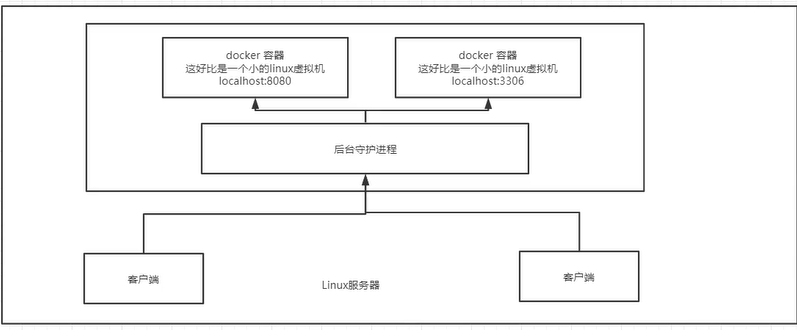 docker 容器
这好比是一个小的linux虚拟机
localhost:8080
docker 容器
这好比是一个小的linux虚拟机
localhost:3306
后台守护进程
客户端
Linux服务器
客户端